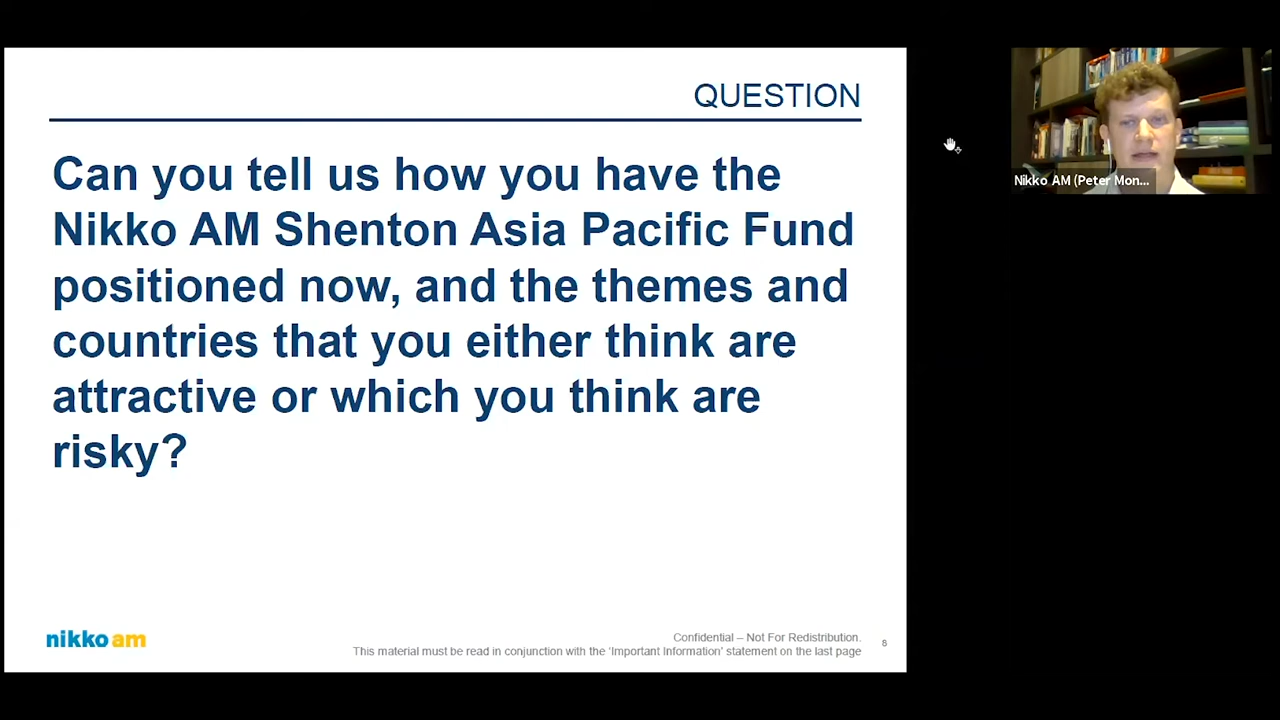 QUESTION
Can you tell us how you have the
Nikko AM Shenton Asia Pacific Fund
positioned now, and the themes and
countries that you either think are
attractive or which you think are
risky?
Nikko AM (Peter Mon...
nikko am
Confidential – Not For Redistribution.
This material must be read in conjunction with the ‘Important Information’ statement on the last page
8